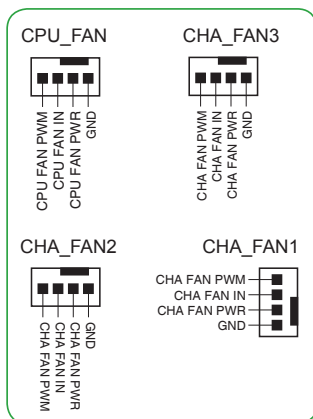 CPU_FAN
CPU FAN PWM
CPU FAN IN
CPU FAN PWR
GND
CHA_FAN3
CHA FAN PWM
CHA FAN IN
CHA FAN PWR
GND
CHA_FAN2
CHA FAN PWM
CHA FAN IN
CHA FAN PWR
GND
CHA_FAN1
CHA FAN PWM
CHA FAN IN
CHA FAN PWR
GND